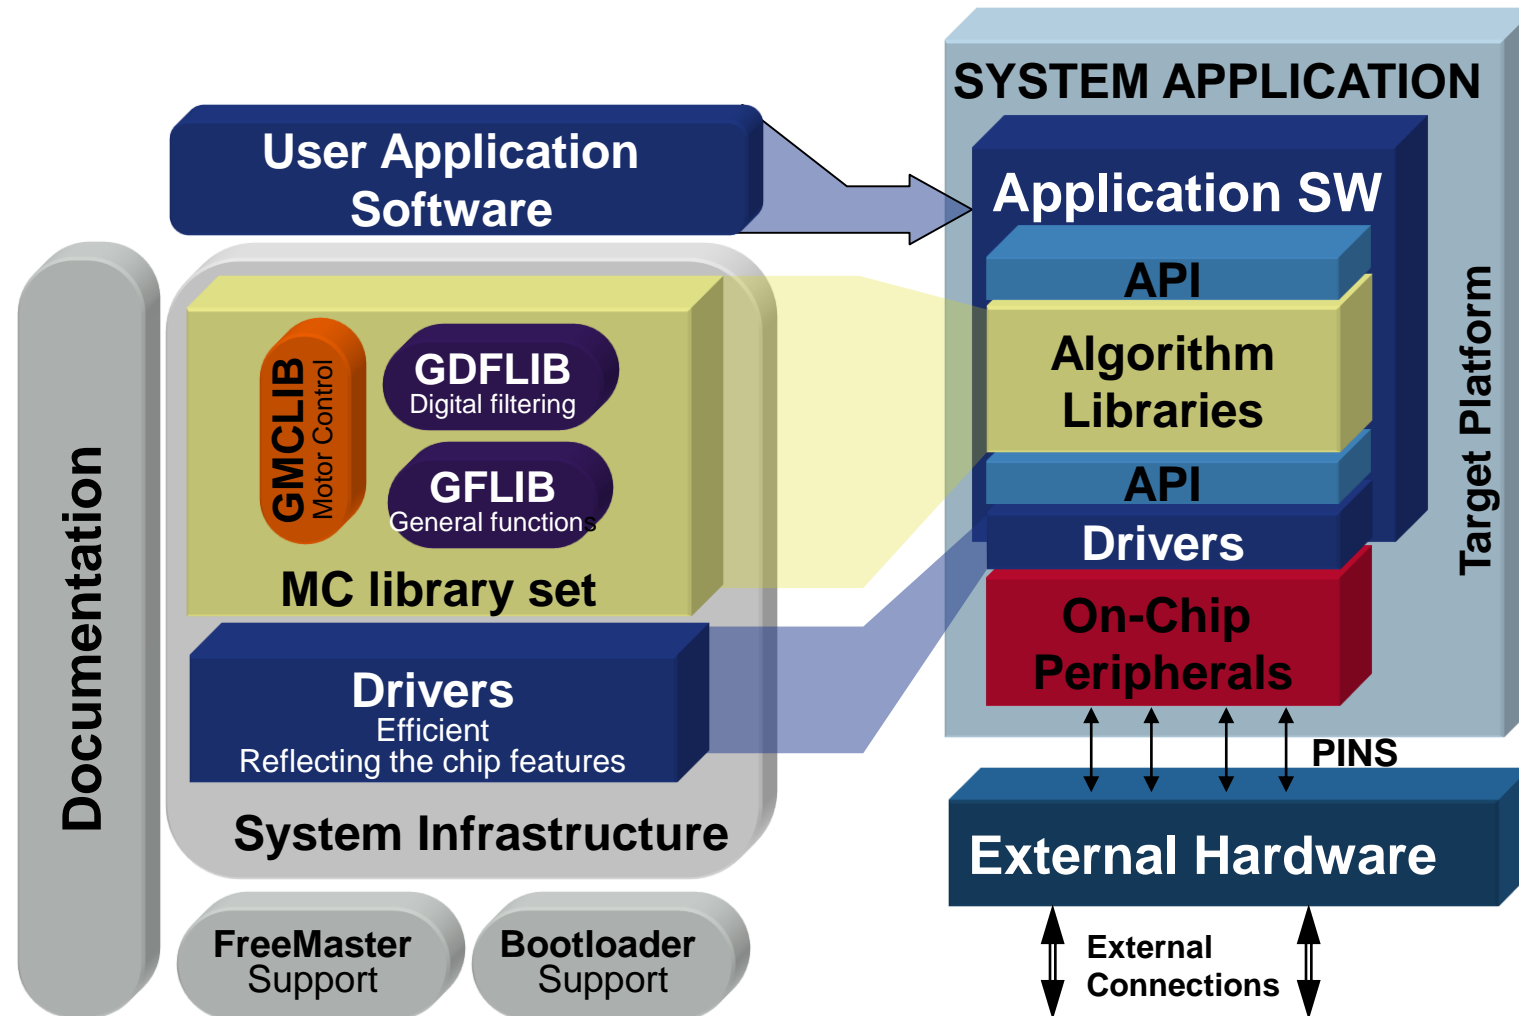 SYSTEM APPLICATION
User Application
Software
Application SW
API
Algorithm
Libraries
API
Drivers
On-Chip
Peripherals
Target Platform
PINS
External Hardware
External
Connections
Documentation
GMCLIB
Motor Control
GDFLIB
Digital filtering
GFLIB
General functions
MC library set
Drivers
Efficient
Reflecting the chip features
System Infrastructure
FreeMaster
Support
Bootloader
Support